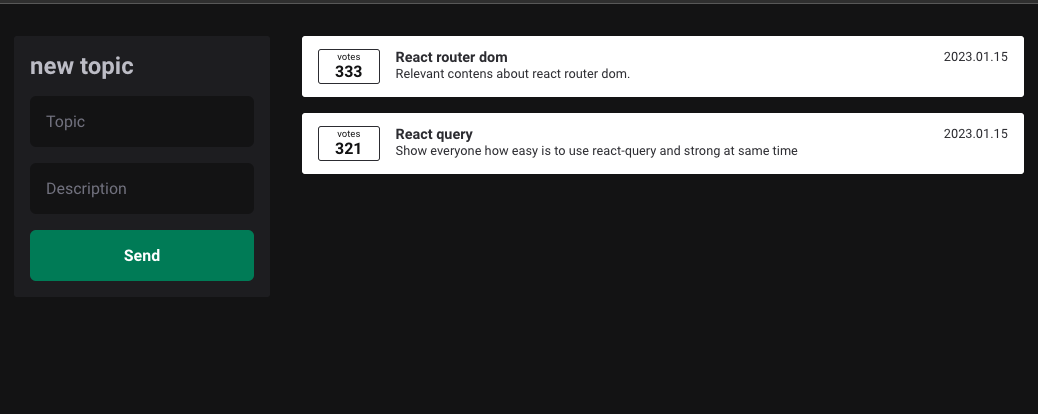 new topic
Topic
Description
Send
votes
333
React router dom
Relevant contens about react router dom.
2023.01.15
votes
321
React query
Show everyone how easy is to use react-query and strong at same time
2023.01.15